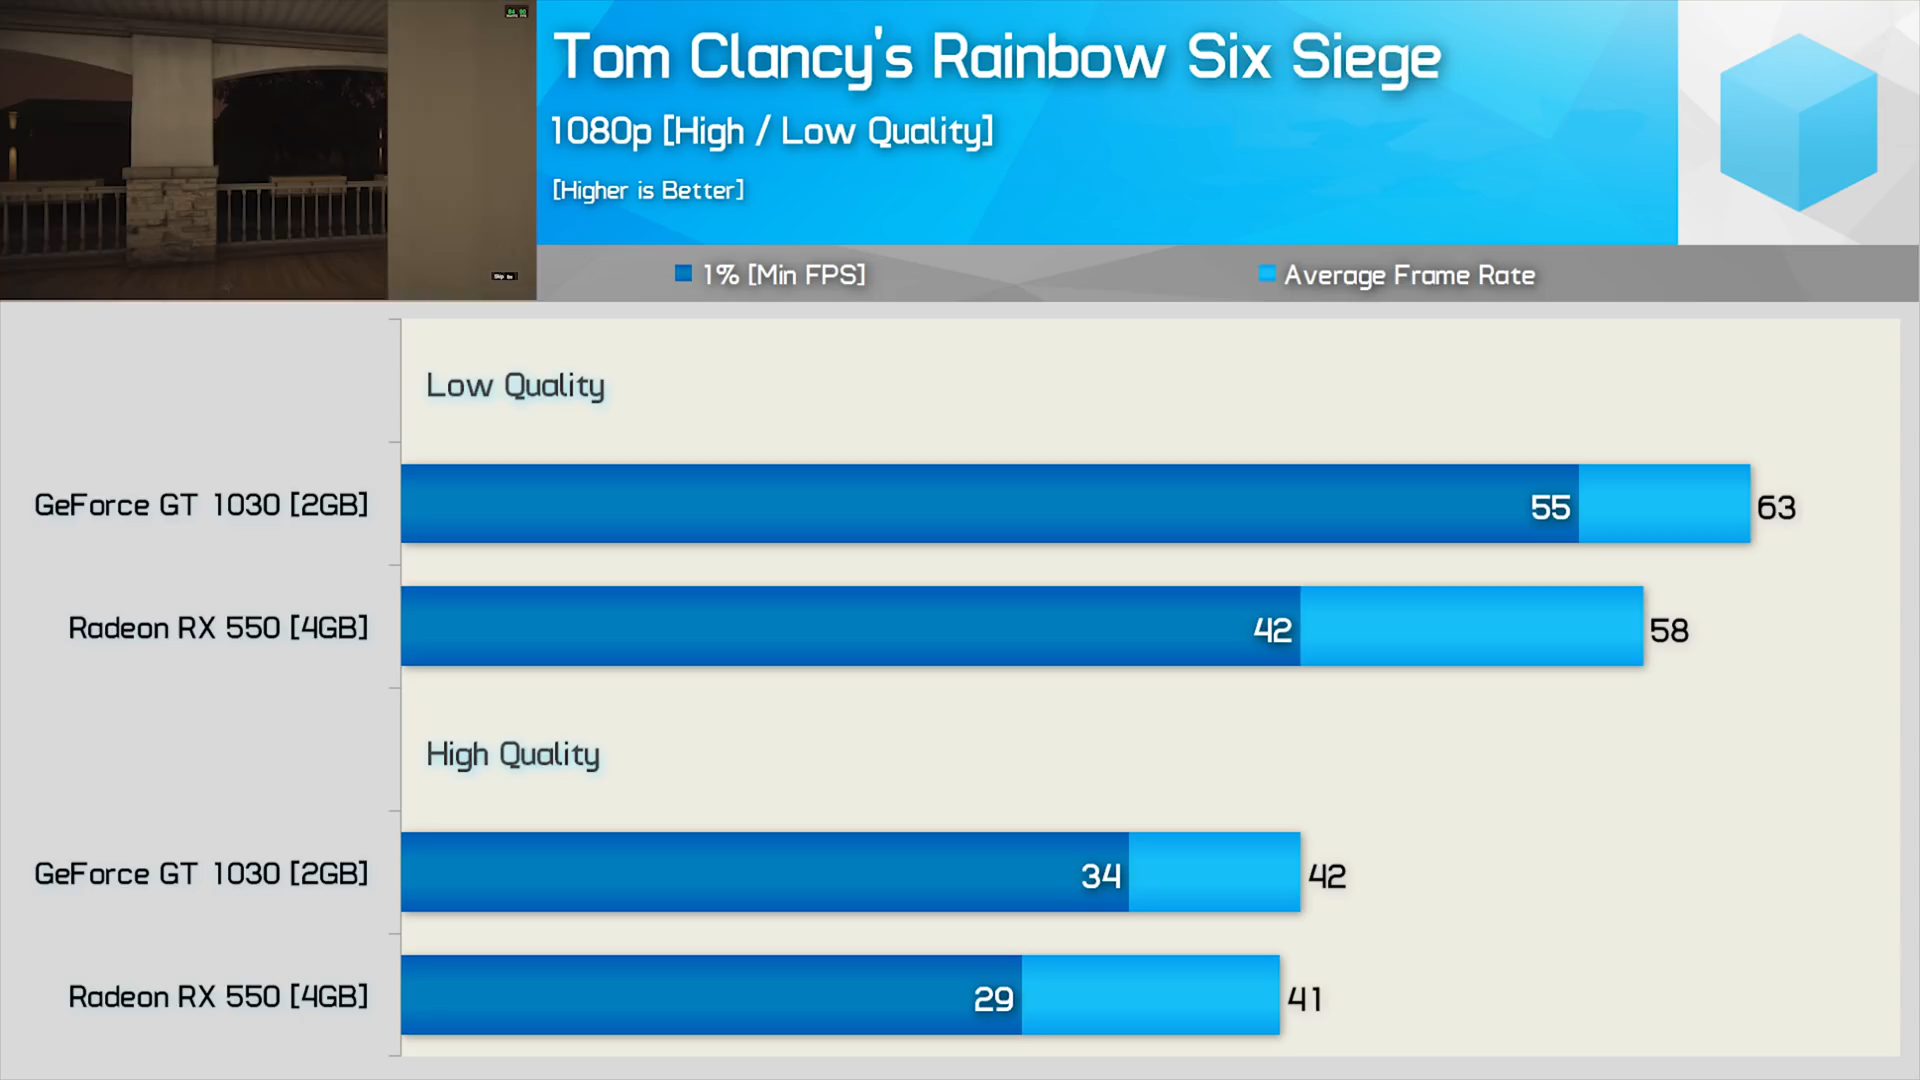 Tom Clancy's Rainbow Six Siege
1080p [High / Low Quality]
[Higher is Better]
1% [Min FPS]
Average Frame Rate
Low Quality
GeForce GT 1030 [2GB]
55
63
Radeon RX 550 [4GB]
42
58
High Quality
GeForce GT 1030 [2GB]
34
42
Radeon RX 550 [4GB]
29
41